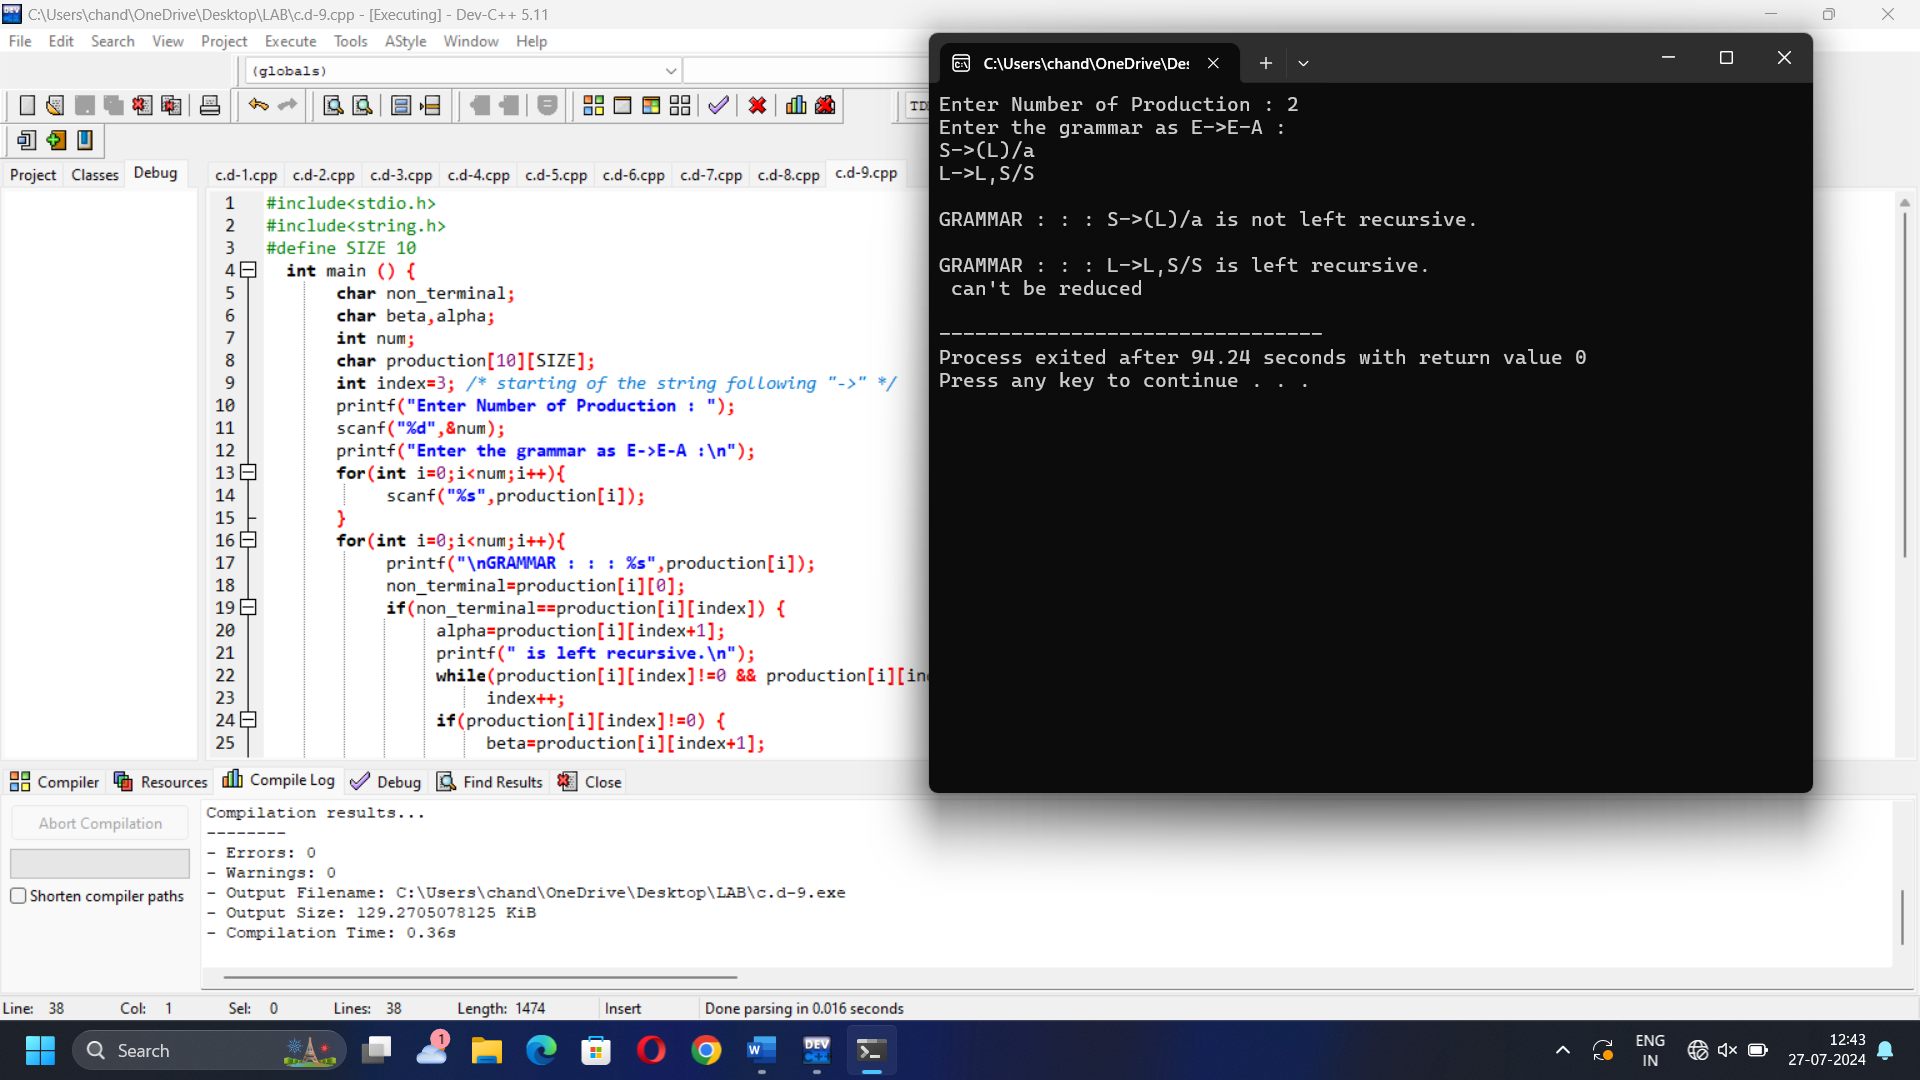 C:\Users\chand\OneDrive\Desktop\LAB\c.d-9.cpp - [Executing] - Dev-C++ 5.11
File Edit Search View Project Execute Tools AStyle Window Help
(globals)
Project Classes Debug
c.d-1.cpp c.d-2.cpp c.d-3.cpp c.d-4.cpp c.d-5.cpp c.d-6.cpp c.d-7.cpp c.d-8.cpp c.d-9.cpp
1 #include<stdio.h>
2 #include<string.h>
3 #define SIZE 10
4 int main () {
5 char non_terminal;
6 char beta,alpha;
7 int num;
8 char production[10][SIZE];
9 int index=3; /* starting of the string following "->" */
10 printf("Enter Number of Production : ");
11 scanf("%d",&num);
12 printf("Enter the grammar as E->E-A :\n");
13 for(int i=0;i<num;i++){
14 scanf("%s",production[i]);
15 }
16 for(int i=0;i<num;i++){
17 printf("\nGRAMMAR : : : %s",production[i]);
18 non_terminal=production[i][0];
19 if(non_terminal==production[i][index]) {
20 alpha=production[i][index+1];
21 printf(" is left recursive.\n");
22 while(production[i][index]!=0 && production[i][in
23 index++;
24 if(production[i][index]!=0) {
25 beta=production[i][index+1];
C:\Users\chand\OneDrive\Des
Enter Number of Production : 2
Enter the grammar as E->E-A :
S->(L)/a
L->L,S/S
GRAMMAR : : : S->(L)/a is not left recursive.
GRAMMAR : : : L->L,S/S is left recursive.
can't be reduced
--------------------------------
Process exited after 94.24 seconds with return value 0
Press any key to continue . . .
Compiler Resources Compile Log Debug Find Results Close
Abort Compilation
Shorten compiler paths
Compilation results...
--------
- Errors: 0
- Warnings: 0
- Output Filename: C:\Users\chand\OneDrive\Desktop\LAB\c.d-9.exe
- Output Size: 129.2705078125 KiB
- Compilation Time: 0.36s
Line: 38 Col: 1 Sel: 0 Lines: 38 Length: 1474 Insert Done parsing in 0.016 seconds
Search
1
DEV C++
ENG
IN
12:43
27-07-2024